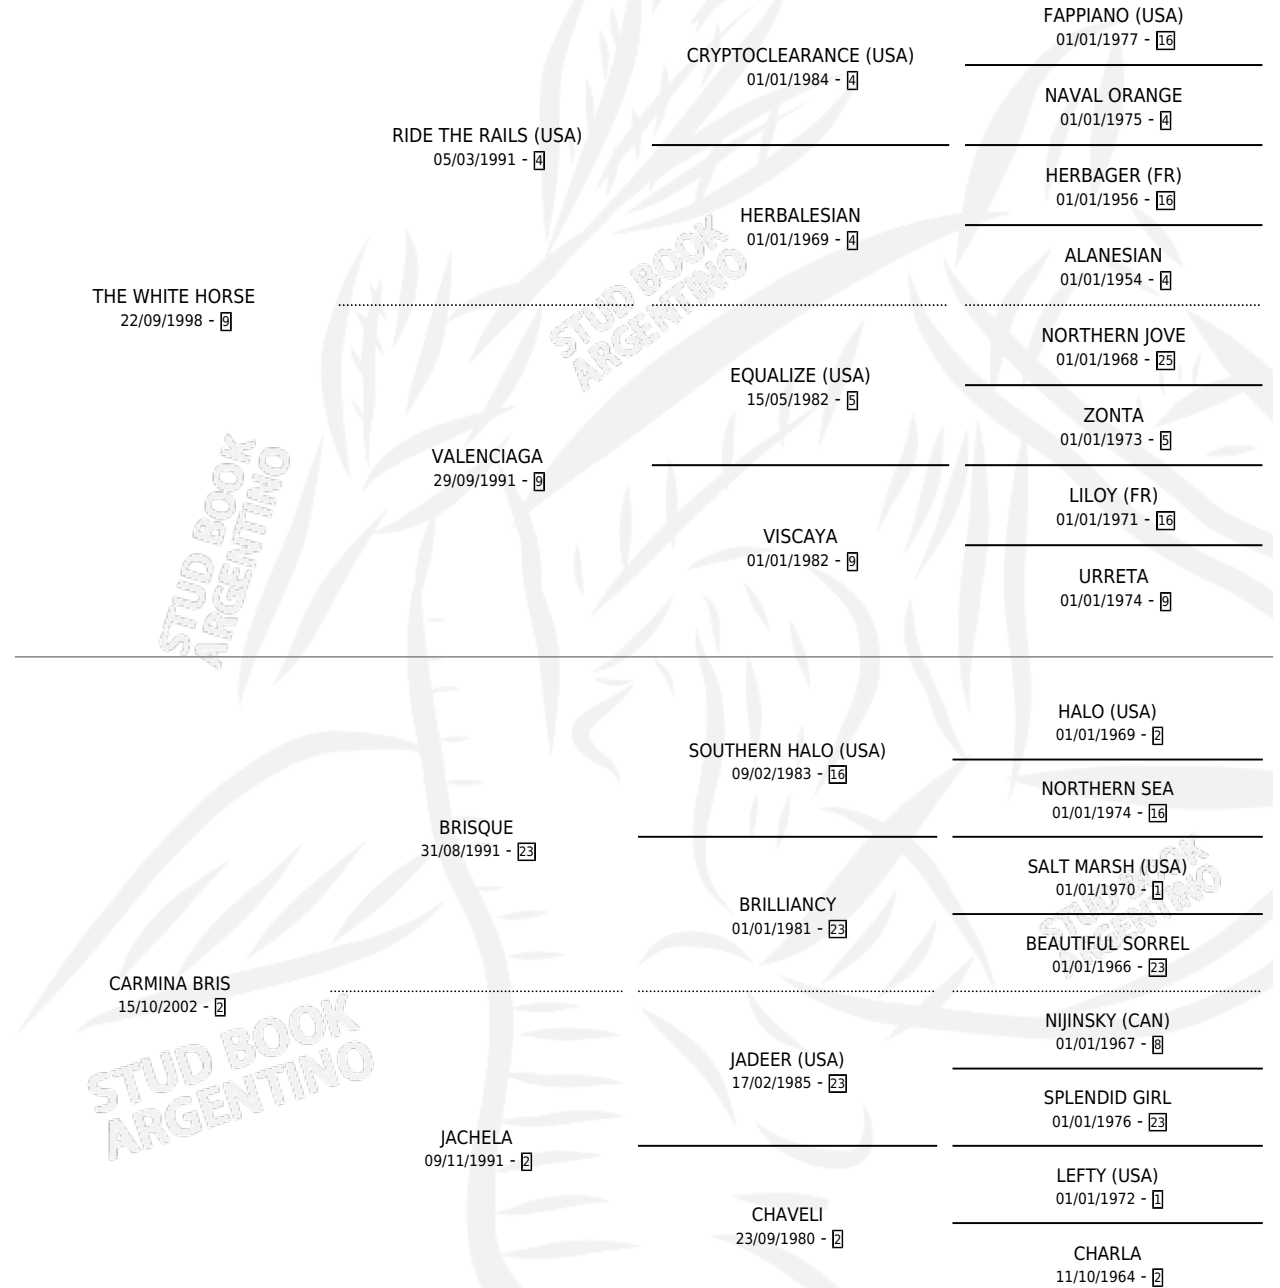 FAPPIANO (USA)
01/01/1977 - 16
CRYPTOCLEARANCE (USA)
01/01/1984 - 4
NAVAL ORANGE
01/01/1975 - 4
RIDE THE RAILS (USA)
05/03/1991 - 4
HERBAGER (FR)
01/01/1956 - 16
HERBALESIAN
01/01/1969 - 4
ALANESIAN
01/01/1954 - 4
THE WHITE HORSE
22/09/1998 - 9
NORTHERN JOVE
01/01/1968 - 25
EQUALIZE (USA)
15/05/1982 - 5
ZONTA
01/01/1973 - 5
VALENCIAGA
29/09/1991 - 9
LILOY (FR)
01/01/1971 - 16
VISCAYA
01/01/1982 - 9
URRETA
01/01/1974 - 9
HALO (USA)
01/01/1969 - 2
SOUTHERN HALO (USA)
09/02/1983 - 16
NORTHERN SEA
01/01/1974 - 16
BRISQUE
31/08/1991 - 23
SALT MARSH (USA)
01/01/1970 - 1
BRILLIANCY
01/01/1981 - 23
BEAUTIFUL SORREL
01/01/1966 - 23
CARMINA BRIS
15/10/2002 - 2
NIJINSKY (CAN)
01/01/1967 - 8
JADEER (USA)
17/02/1985 - 23
SPLENDID GIRL
01/01/1976 - 23
JACHELA
09/11/1991 - 2
LEFTY (USA)
01/01/1972 - 1
CHAVELI
23/09/1980 - 2
CHARLA
11/10/1964 - 2
STUD BOOK
ARGENTINO
STUD BOOK
ARGENTINO
STUD BOOK
ARGENTINO
STUD BOOK
ARGENTINO